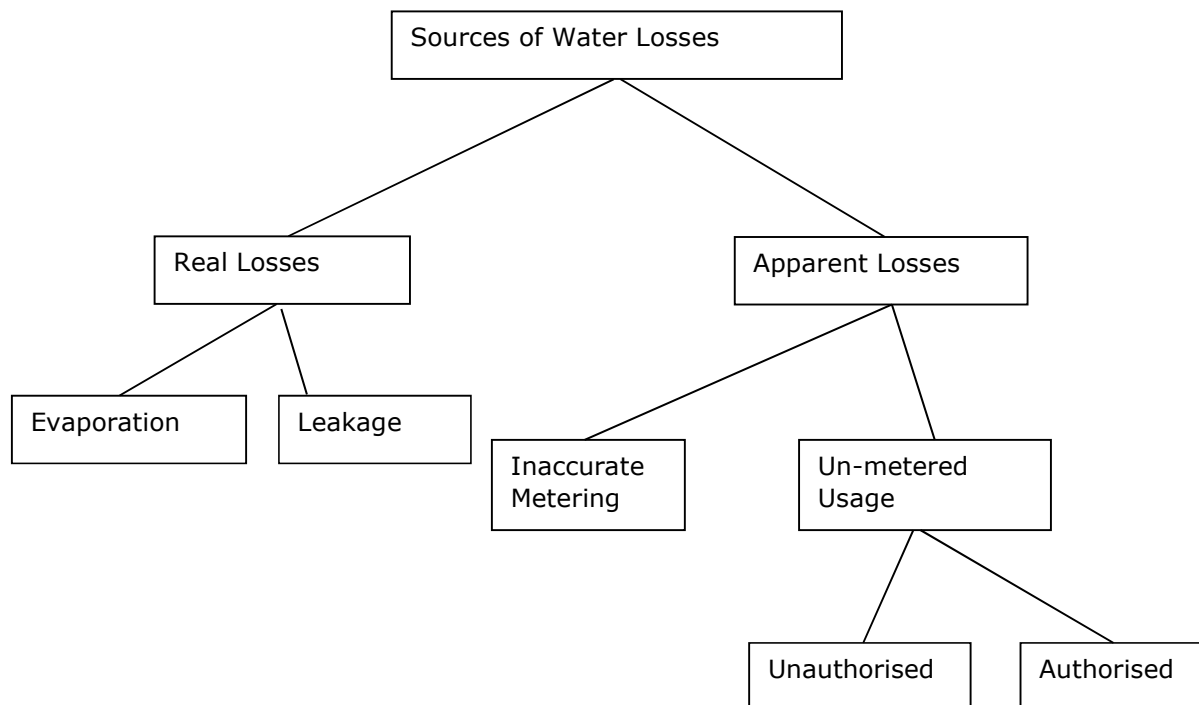 Sources of Water Losses
Real Losses
Apparent Losses
Evaporation
Leakage
Inaccurate
Metering
Un-metered
Usage
Unauthorised
Authorised